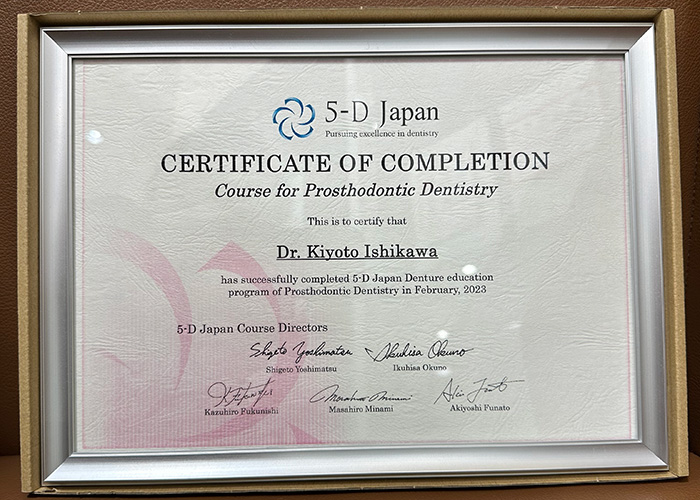 5-D Japan
Pursuing excellence in dentistry
CERTIFICATE OF COMPLETION
Course for Prosthodontic Dentistry
This is to certify that
Dr. Kiyoto Ishikawa
has successfully completed 5-D Japan Denture education
program of Prosthodontic Dentistry in February, 2023
5-D Japan Course Directors
Shigeto Yoshimatsu Ikuhisa Okuno
Shigeto Yoshimatsu Ikuhisa Okuno
Masahiro Minami
Kazuhiro Fukunishi Masahiro Minami Akiyoshi Funato